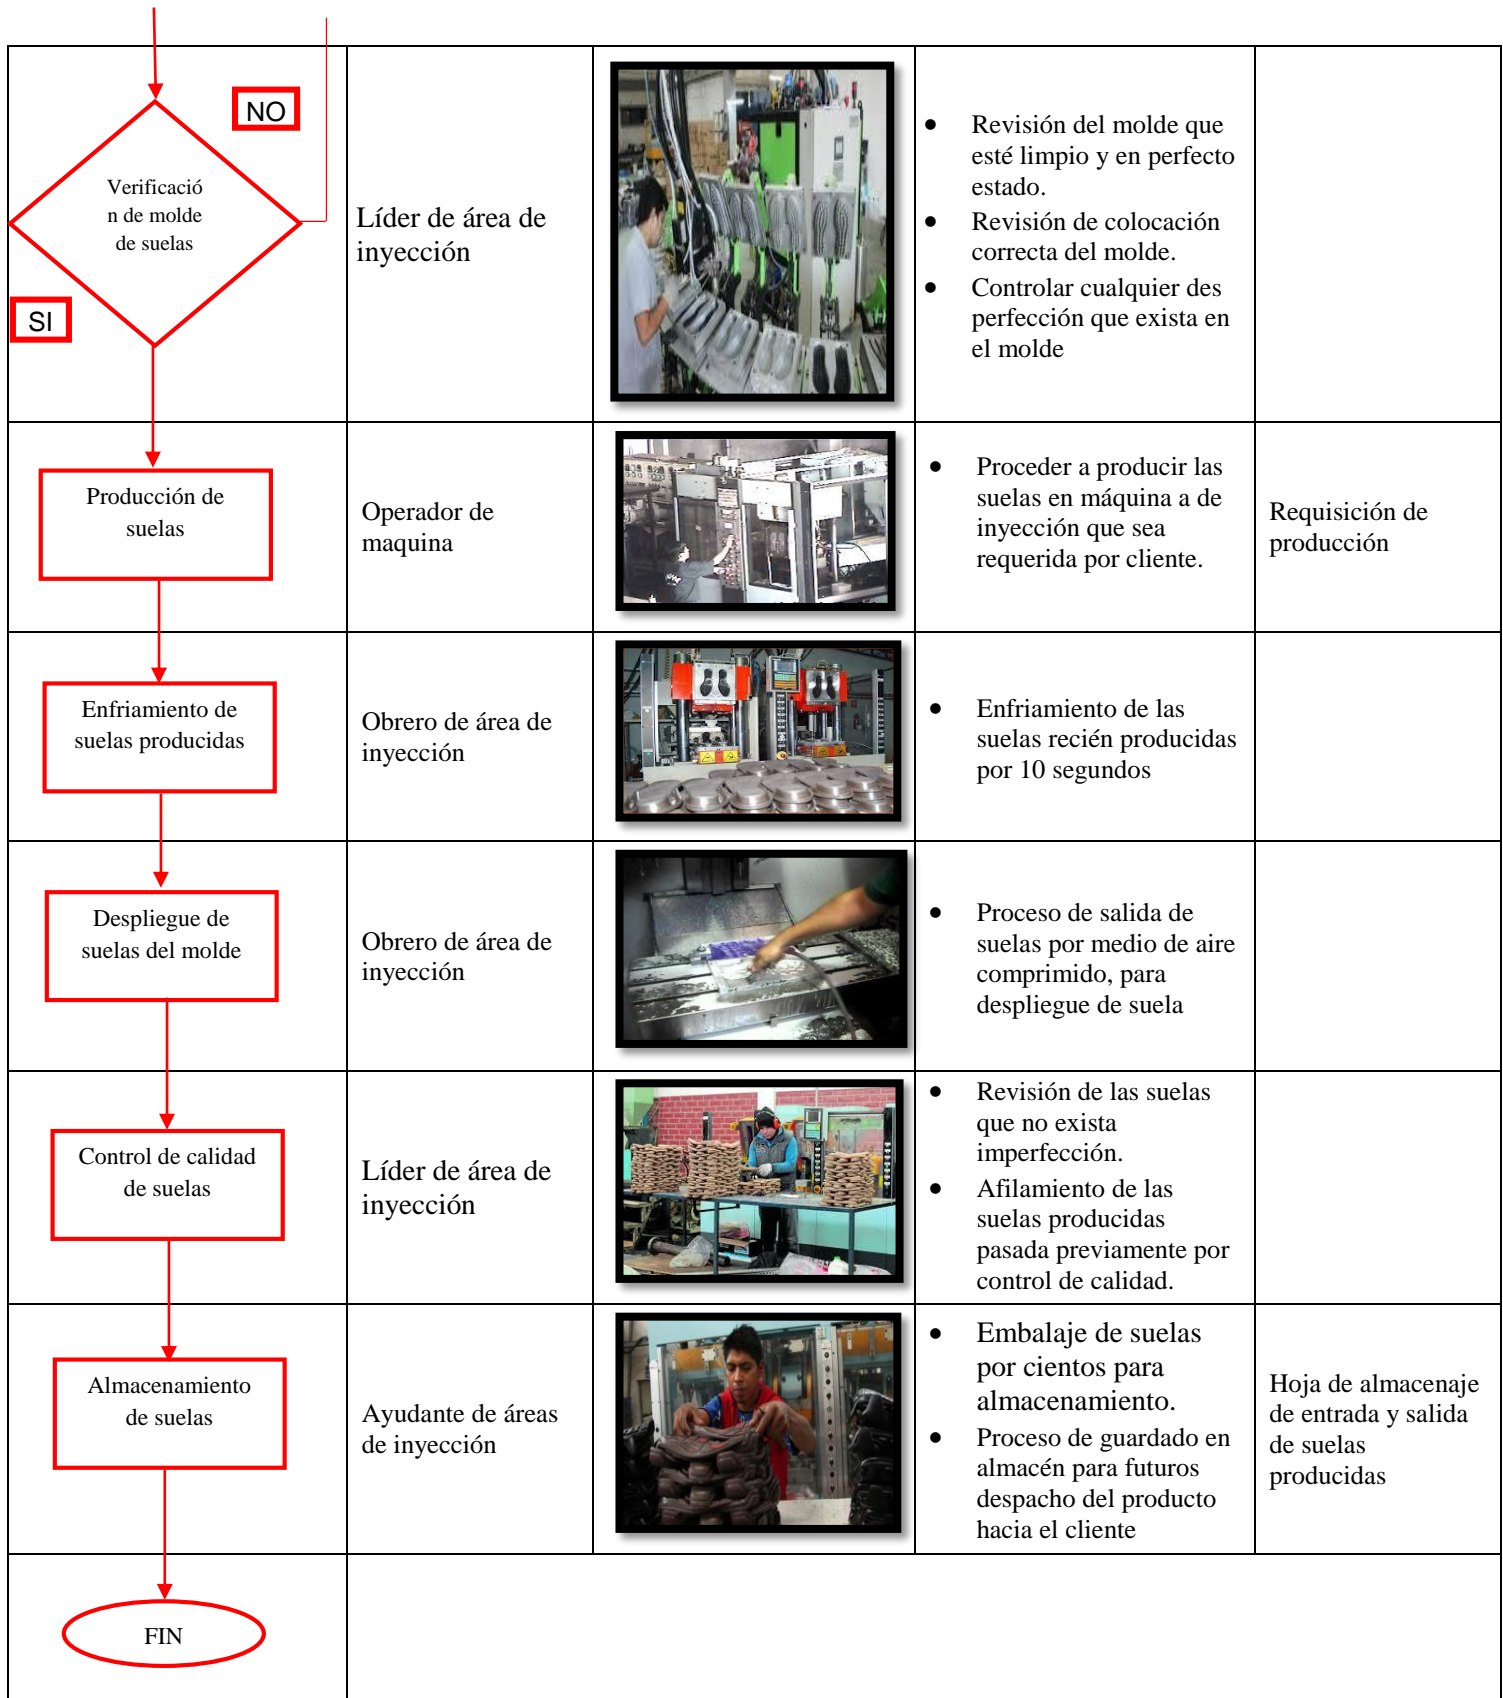 NO
Verificació
n de molde
de suelas
SI
Líder de área de
inyección
Revisión del molde que
esté limpio y en perfecto
estado.
Revisión de colocación
correcta del molde.
Controlar cualquier des
perfección que exista en
el molde
Producción de
suelas
Operador de
maquina
Proceder a producir las
suelas en máquina a de
inyección que sea
requerida por cliente.
Requisición de
producción
Enfriamiento de
suelas producidas
Obrero de área de
inyección
Enfriamiento de las
suelas recién producidas
por 10 segundos
Despliegue de
suelas del molde
Obrero de área de
inyección
Proceso de salida de
suelas por medio de aire
comprimido, para
despliegue de suela
Control de calidad
de suelas
Líder de área de
inyección
Revisión de las suelas
que no exista
imperfección.
Afilamiento de las
suelas producidas
pasada previamente por
control de calidad.
Almacenamiento
de suelas
Ayudante de áreas
de inyección
Embalaje de suelas
por cientos para
almacenamiento.
Proceso de guardado en
almacén para futuros
despacho del producto
hacia el cliente
Hoja de almacenaje
de entrada y salida
de suelas
producidas
FIN